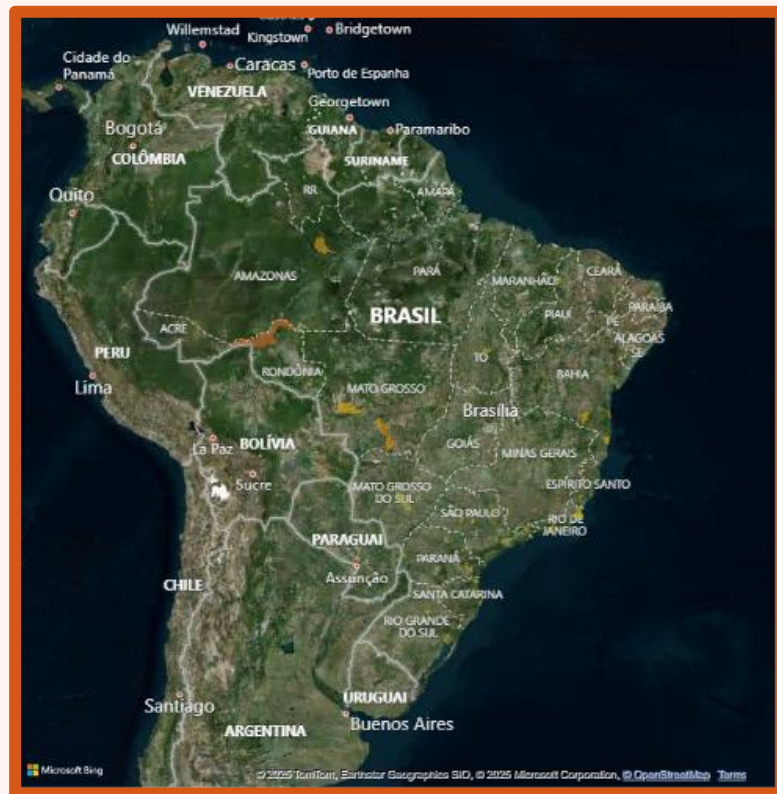 Willemstad
Kingstown
Bridgetown
Cidade do
Panamá
Caracas
Porto de Espanha
VENEZUELA
Georgetown
Bogotá
GUIANA
Paramaribo
COLÔMBIA
SURINAME
Quito
RR
AMAPÁ
AMAZONAS
PARÁ
MARANHÃO
CEARÁ
BRASIL
PIAUÍ
PARAÍBA
PE
ACRE
ALAGOAS
SE
PERU
TO
RONDÔNIA
MATO GROSSO
BAHIA
Lima
Brasília
La Paz
BOLÍVIA
GOIÁS
MINAS GERAIS
Sucre
MATO GROSSO
DO SUL
ESPÍRITO SANTO
SÃO PAULO
RIO DE
JANEIRO
PARAGUAI
PARANÁ
Assunção
CHILE
SANTA CATARINA
RIO GRANDE
DO SUL
Santiago
URUGUAI
Buenos Aires
ARGENTINA
Microsoft Bing
© 2025 TomTom, Earthstar Geographics SIO, © 2025 Microsoft Corporation, © OpenStreetMap Terms